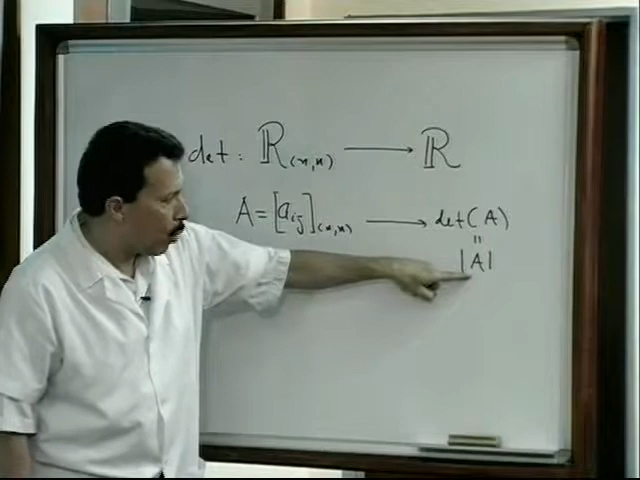 det: ℝ(n,n) → ℝ
A = [aij](n,n) → det(A)
=
|A|